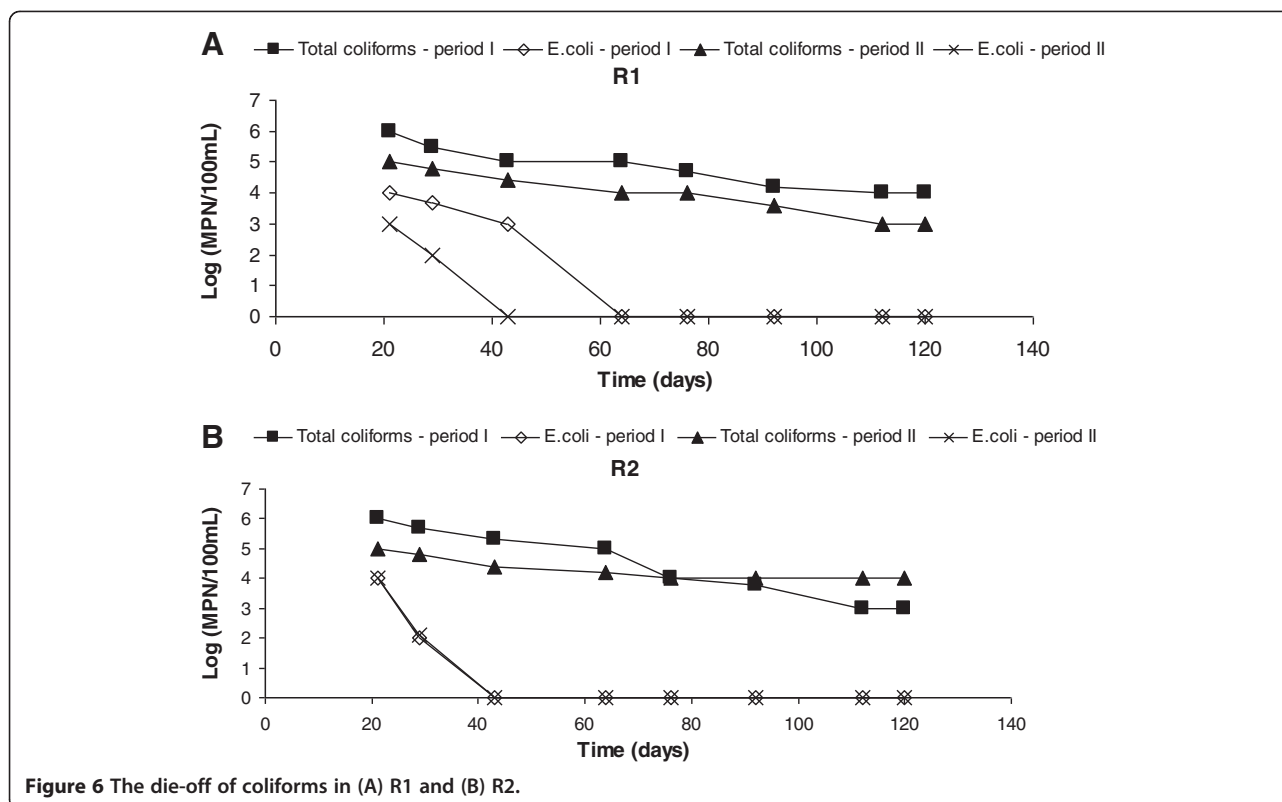 A
Total coliforms - period I E.coli - period I Total coliforms - period II E.coli - period II
R1
Log (MPN/100mL)
7
6
5
4
3
2
1
0
0 20 40 60 80 100 120 140
Time (days)
B
Total coliforms - period I E.coli - period I Total coliforms - period II E.coli - period II
R2
Log (MPN/100mL)
7
6
5
4
3
2
1
0
0 20 40 60 80 100 120 140
Time (days)
Figure 6 The die-off of coliforms in (A) R1 and (B) R2.